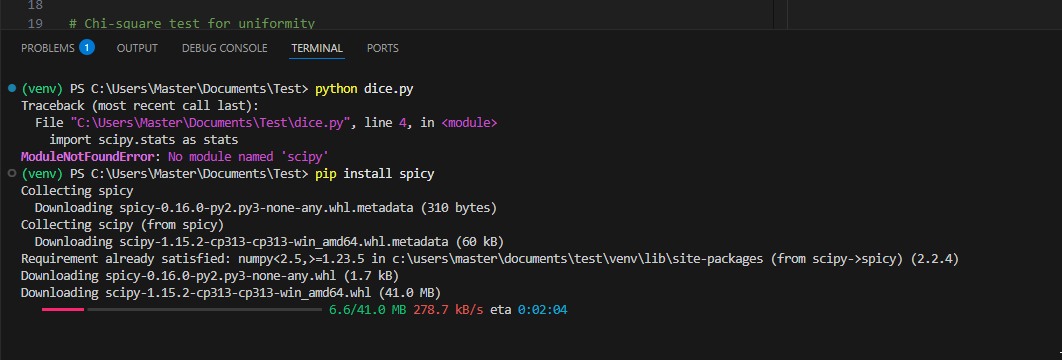 18
19 # Chi-square test for uniformity
PROBLEMS 1 OUTPUT DEBUG CONSOLE TERMINAL PORTS
(venv) PS C:\Users\Master\Documents\Test> python dice.py
Traceback (most recent call last):
File "C:\Users\Master\Documents\Test\dice.py", line 4, in <module>
import scipy.stats as stats
ModuleNotFoundError: No module named 'scipy'
(venv) PS C:\Users\Master\Documents\Test> pip install spicy
Collecting spicy
Downloading spicy-0.16.0-py2.py3-none-any.whl.metadata (310 bytes)
Collecting scipy (from spicy)
Downloading scipy-1.15.2-cp313-cp313-win_amd64.whl.metadata (60 kB)
Requirement already satisfied: numpy<2.5,>=1.23.5 in c:\users\master\documents\test\venv\lib\site-packages (from scipy->spicy) (2.2.4)
Downloading spicy-0.16.0-py2.py3-none-any.whl (1.7 kB)
Downloading scipy-1.15.2-cp313-cp313-win_amd64.whl (41.0 MB)
6.6/41.0 MB 278.7 kB/s eta 0:02:04